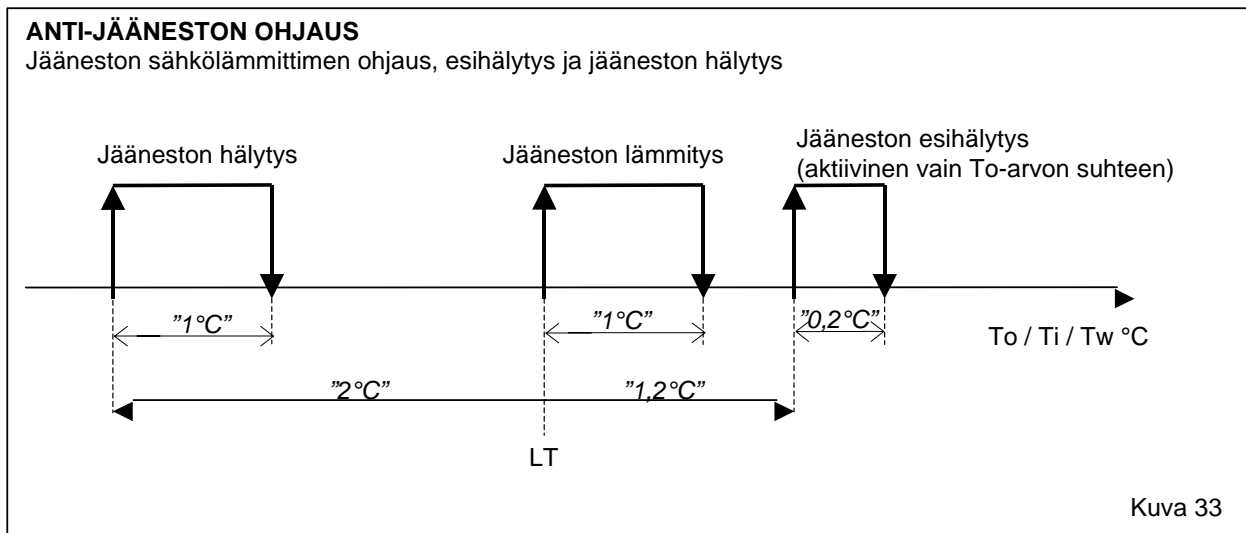 ANTI-JÄÄNESTON OHJAUS
Jääneston sähkölämmittimen ohjaus, esihälytys ja jääneston hälytys
Jääneston hälytys
Jääneston lämmitys
Jääneston esihälytys
(aktiivinen vain To-arvon suhteen)
”1°C”
”1°C”
”0,2°C”
To / Ti / Tw °C
”2°C”
”1,2°C”
LT
Kuva 33